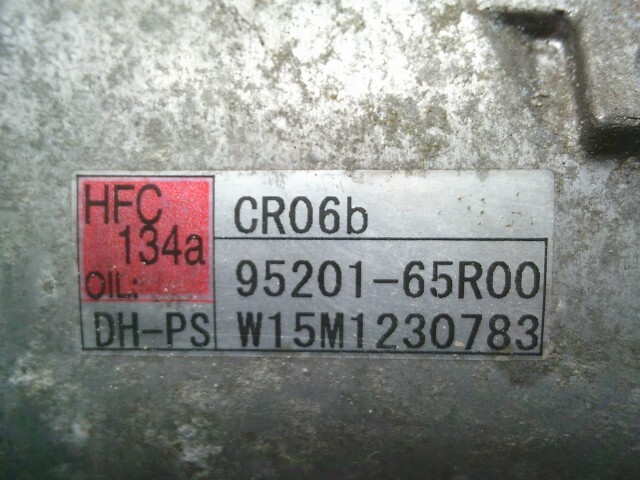 HFC
134a
OIL:
DH-PS
CR06b
95201-65R00
W15M1230783